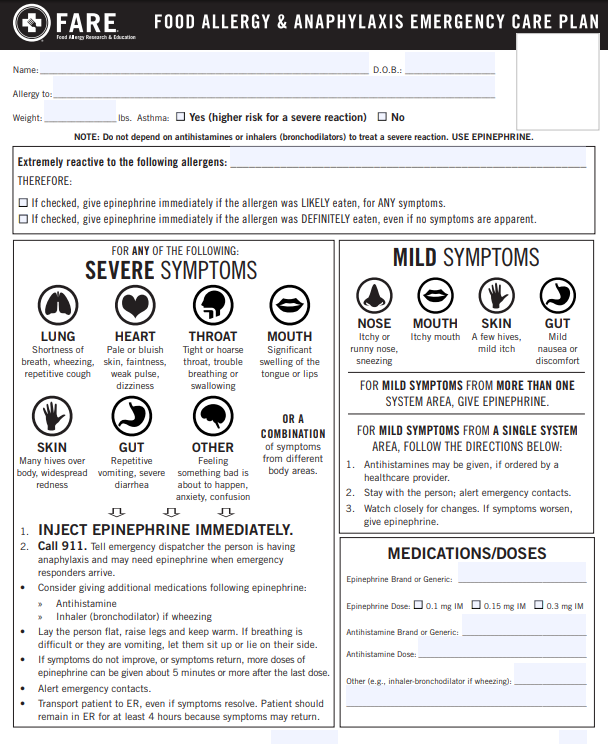 FARE
Food Allergy Research & Education
FOOD ALLERGY & ANAPHYLAXIS EMERGENCY CARE PLAN
Name:
D.O.B.:
Allergy to:
Weight: lbs. Asthma: ☐ Yes (higher risk for a severe reaction) ☐ No
NOTE: Do not depend on antihistamines or inhalers (bronchodilators) to treat a severe reaction. USE EPINEPHRINE.
Extremely reactive to the following allergens:
THEREFORE:
☐ If checked, give epinephrine immediately if the allergen was LIKELY eaten, for ANY symptoms.
☐ If checked, give epinephrine immediately if the allergen was DEFINITELY eaten, even if no symptoms are apparent.
FOR ANY OF THE FOLLOWING:
SEVERE SYMPTOMS
LUNG
Shortness of
breath, wheezing,
repetitive cough
HEART
Pale or bluish
skin, faintness,
weak pulse,
dizziness
THROAT
Tight or hoarse
throat, trouble
breathing or
swallowing
MOUTH
Significant
swelling of the
tongue or lips
SKIN
Many hives over
body, widespread
redness
GUT
Repetitive
vomiting, severe
diarrhea
OTHER
Feeling
something bad is
about to happen,
anxiety, confusion
OR A
COMBINATION
of symptoms
from different
body areas.
1. INJECT EPINEPHRINE IMMEDIATELY.
2. Call 911. Tell emergency dispatcher the person is having
anaphylaxis and may need epinephrine when emergency
responders arrive.
• Consider giving additional medications following epinephrine:
» Antihistamine
» Inhaler (bronchodilator) if wheezing
• Lay the person flat, raise legs and keep warm. If breathing is
difficult or they are vomiting, let them sit up or lie on their side.
• If symptoms do not improve, or symptoms return, more doses of
epinephrine can be given about 5 minutes or more after the last dose.
• Alert emergency contacts.
• Transport patient to ER, even if symptoms resolve. Patient should
remain in ER for at least 4 hours because symptoms may return.
MILD SYMPTOMS
NOSE
Itchy or
runny nose,
sneezing
MOUTH
Itchy mouth
SKIN
A few hives,
mild itch
GUT
Mild
nausea or
discomfort
FOR MILD SYMPTOMS FROM MORE THAN ONE
SYSTEM AREA, GIVE EPINEPHRINE.
FOR MILD SYMPTOMS FROM A SINGLE SYSTEM
AREA, FOLLOW THE DIRECTIONS BELOW:
1. Antihistamines may be given, if ordered by a
healthcare provider.
2. Stay with the person; alert emergency contacts.
3. Watch closely for changes. If symptoms worsen,
give epinephrine.
MEDICATIONS/DOSES
Epinephrine Brand or Generic:
Epinephrine Dose: ☐ 0.1 mg IM ☐ 0.15 mg IM ☐ 0.3 mg IM
Antihistamine Brand or Generic:
Antihistamine Dose:
Other (e.g., inhaler-bronchodilator if wheezing):